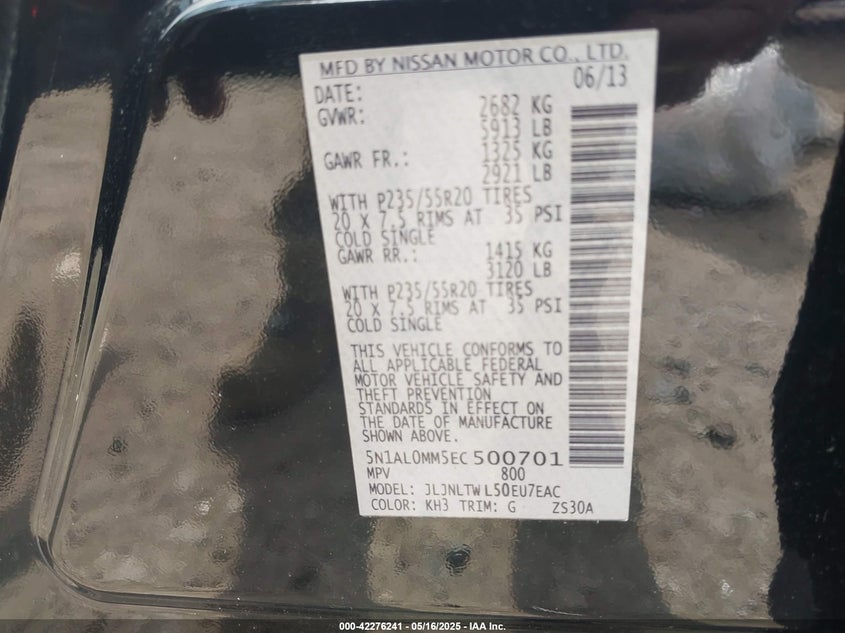 MFD BY NISSAN MOTOR CO., LTD.
DATE: 06/13
GVWR: 2682 KG
5913 LB
GAWR FR.: 1325 KG
2921 LB
WITH P235/55R20 TIRES
20 X 7.5 RIMS AT 35 PSI
COLD SINGLE
GAWR RR.: 1415 KG
3120 LB
WITH P235/55R20 TIRES
20 X 7.5 RIMS AT 35 PSI
COLD SINGLE
THIS VEHICLE CONFORMS TO
ALL APPLICABLE FEDERAL
MOTOR VEHICLE SAFETY AND
THEFT PREVENTION
STANDARDS IN EFFECT ON
THE DATE OF MANUFACTURE
SHOWN ABOVE.
5N1AL0MM5EC500701
MPV 800
MODEL: JLJNLTWL50EU7EAC
COLOR: KH3 TRIM: G ZS30A
000-42276241 - 05/16/2025 - IAA Inc.